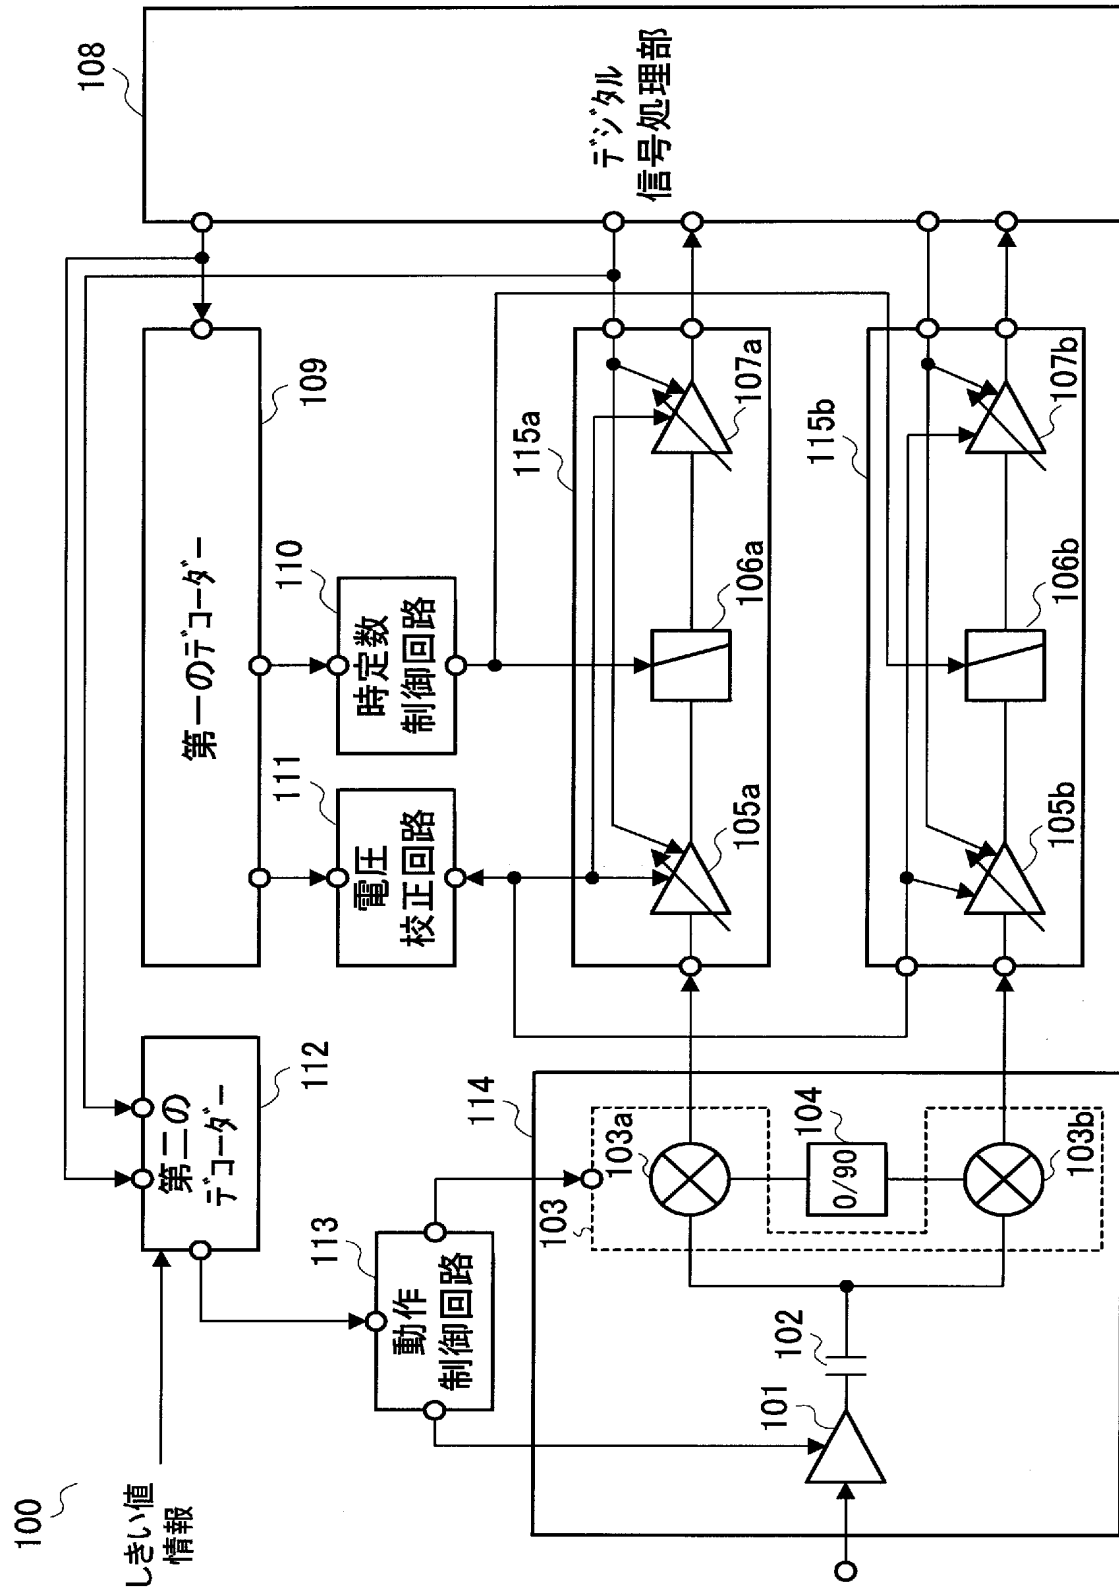 100
しきい値
情報
第二の
デコーダー
112
第一のデコーダー
109
108
デジタル
信号処理部
動作
制御回路
113
電圧
校正回路
111
時定数
制御回路
110
114
103
103a
104
0/90
103b
101
102
115a
105a
106a
107a
115b
105b
106b
107b